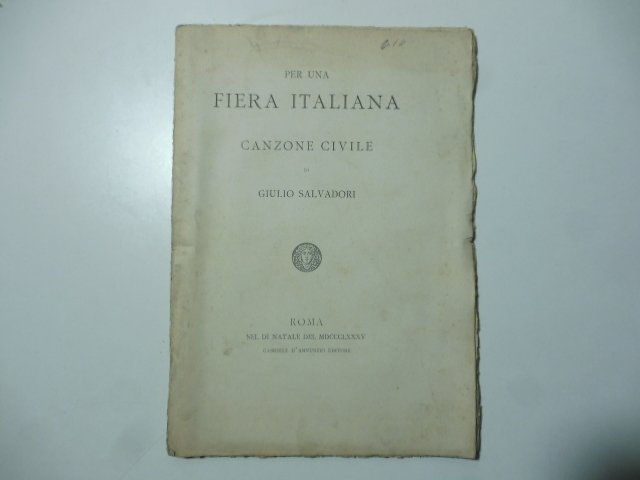 PER UNA
FIERA ITALIANA
CANZONE CIVILE
DI
GIULIO SALVADORI
ROMA
NEL DI NATALE DEL MDCCCLXXXV
GABRIELE D'ANNUNZIO EDITORE